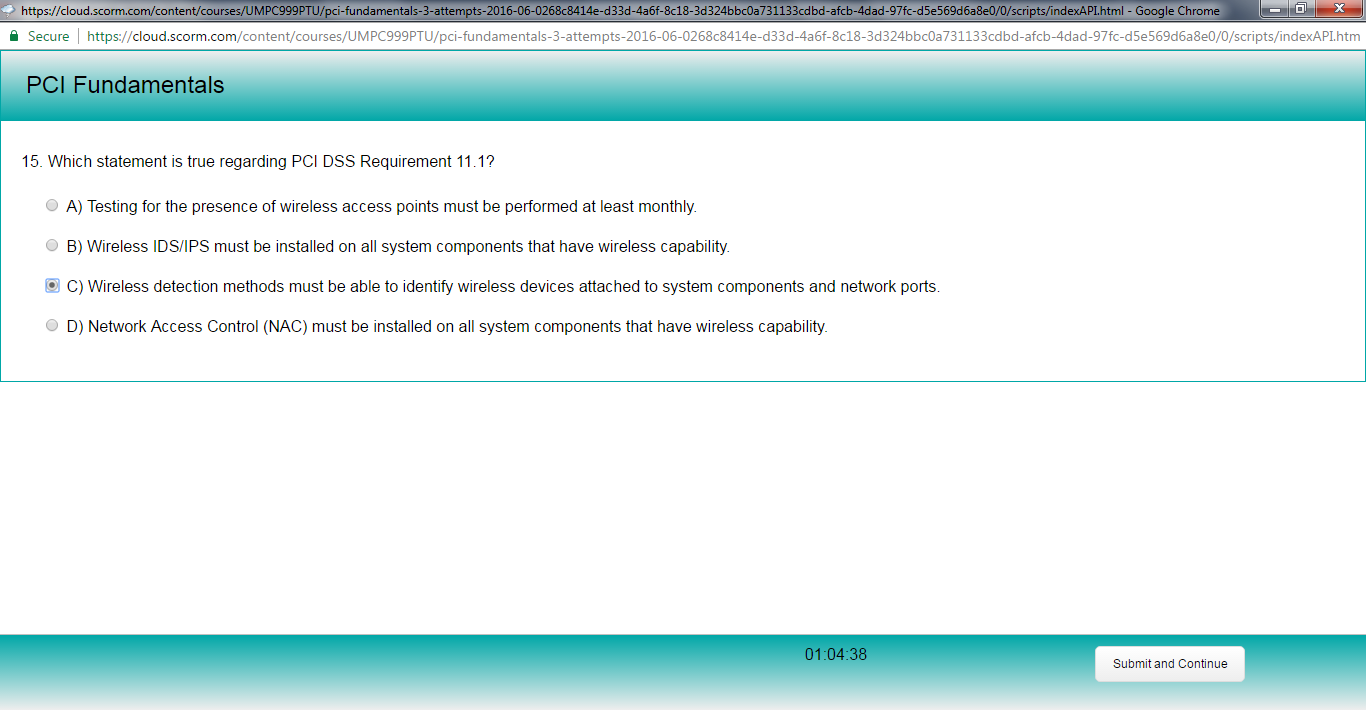 https://cloud.scorm.com/content/courses/UMPC999PTU/pci-fundamentals-3-attempts-2016-06-0268c8414e-d33d-4a6f-8c18-3d324bbc0a731133cdbd-afcb-4dad-97fc-d5e569d6a8e0/0/scripts/indexAPI.html - Google Chrome
Secure | https://cloud.scorm.com/content/courses/UMPC999PTU/pci-fundamentals-3-attempts-2016-06-0268c8414e-d33d-4a6f-8c18-3d324bbc0a731133cdbd-afcb-4dad-97fc-d5e569d6a8e0/0/scripts/indexAPI.htm
PCI Fundamentals
15. Which statement is true regarding PCI DSS Requirement 11.1?
A) Testing for the presence of wireless access points must be performed at least monthly.
B) Wireless IDS/IPS must be installed on all system components that have wireless capability.
C) Wireless detection methods must be able to identify wireless devices attached to system components and network ports.
D) Network Access Control (NAC) must be installed on all system components that have wireless capability.
01:04:38
Submit and Continue